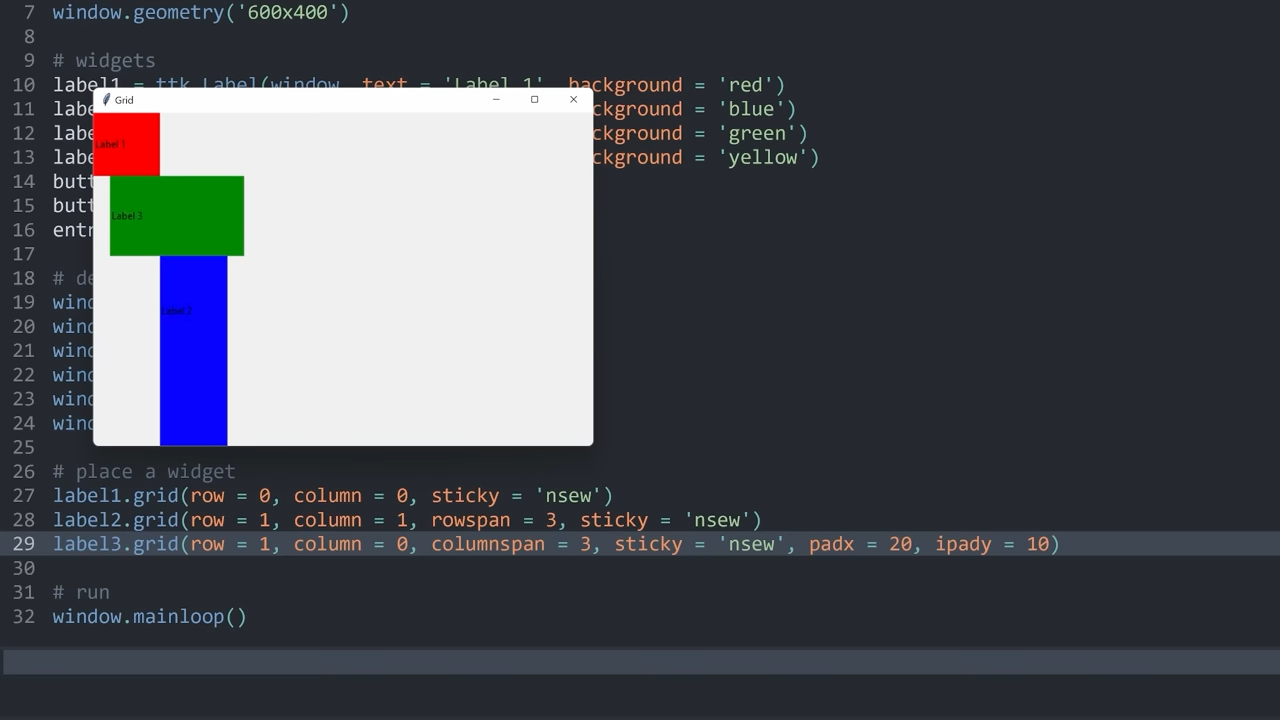 7 window.geometry('600x400')
8
9 # widgets
10 label1 = ttk.Label(window, text = 'Label 1', background = 'red')
11 labe ckground = 'blue')
12 labe ckground = 'green')
13 labe ckground = 'yellow')
14 butt
15 butt
16 entr
17
18 # de
19 wind
20 wind
21 wind
22 wind
23 wind
24 wind
25
26 # place a widget
27 label1.grid(row = 0, column = 0, sticky = 'nsew')
28 label2.grid(row = 1, column = 1, rowspan = 3, sticky = 'nsew')
29 label3.grid(row = 1, column = 0, columnspan = 3, sticky = 'nsew', padx = 20, ipady = 10)
30
31 # run
32 window.mainloop()
Grid
Label 1
Label 3
Label 2